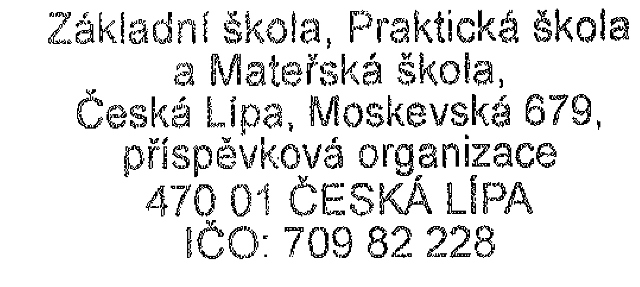 Základní škola, Praktická škola
a Mateřská škola,
Česká Lípa, Moskevská 679,
příspěvková organizace
470 01 ČESKÁ LÍPA
IČO: 709 82 228